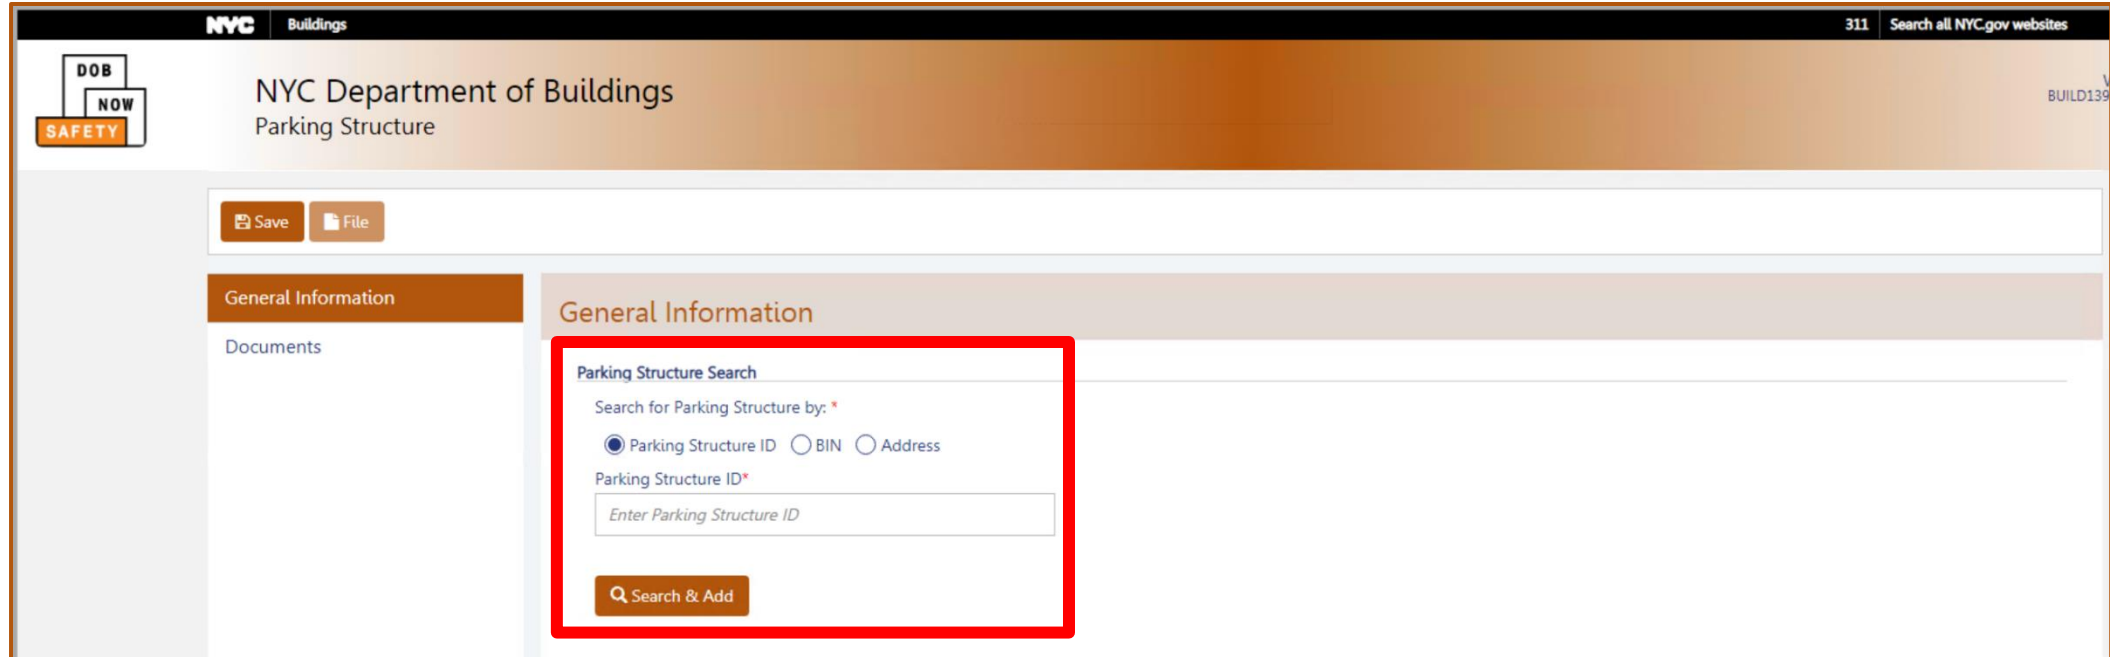 NYC Buildings 311 Search all NYC.gov websites
DOB
NOW
SAFETY
NYC Department of Buildings
Parking Structure
V
BUILD139
Save File
General Information
Documents
General Information
Parking Structure Search
Search for Parking Structure by: *
Parking Structure ID BIN Address
Parking Structure ID*
Enter Parking Structure ID
Search & Add